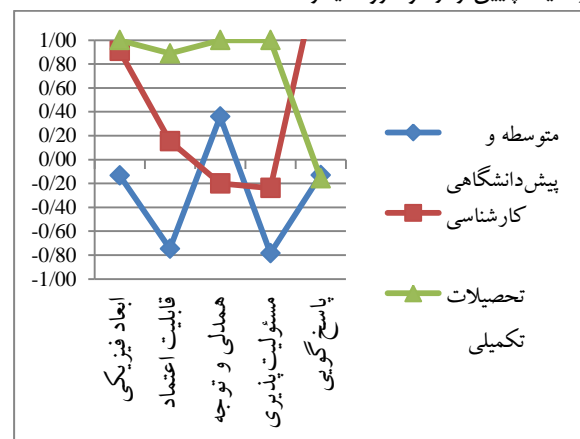 1/00
0/80
0/60
0/40
0/20
0/00
-0/20
-0/40
-0/60
-0/80
-1/00
ابعاد فیزیکی
قابلیت اعتماد
همدلی و توجه
مسئولیت‌پذیری
پاسخ گویی
متوسطه و
پیش‌دانشگاهی
کارشناسی
تحصیلات
تکمیلی